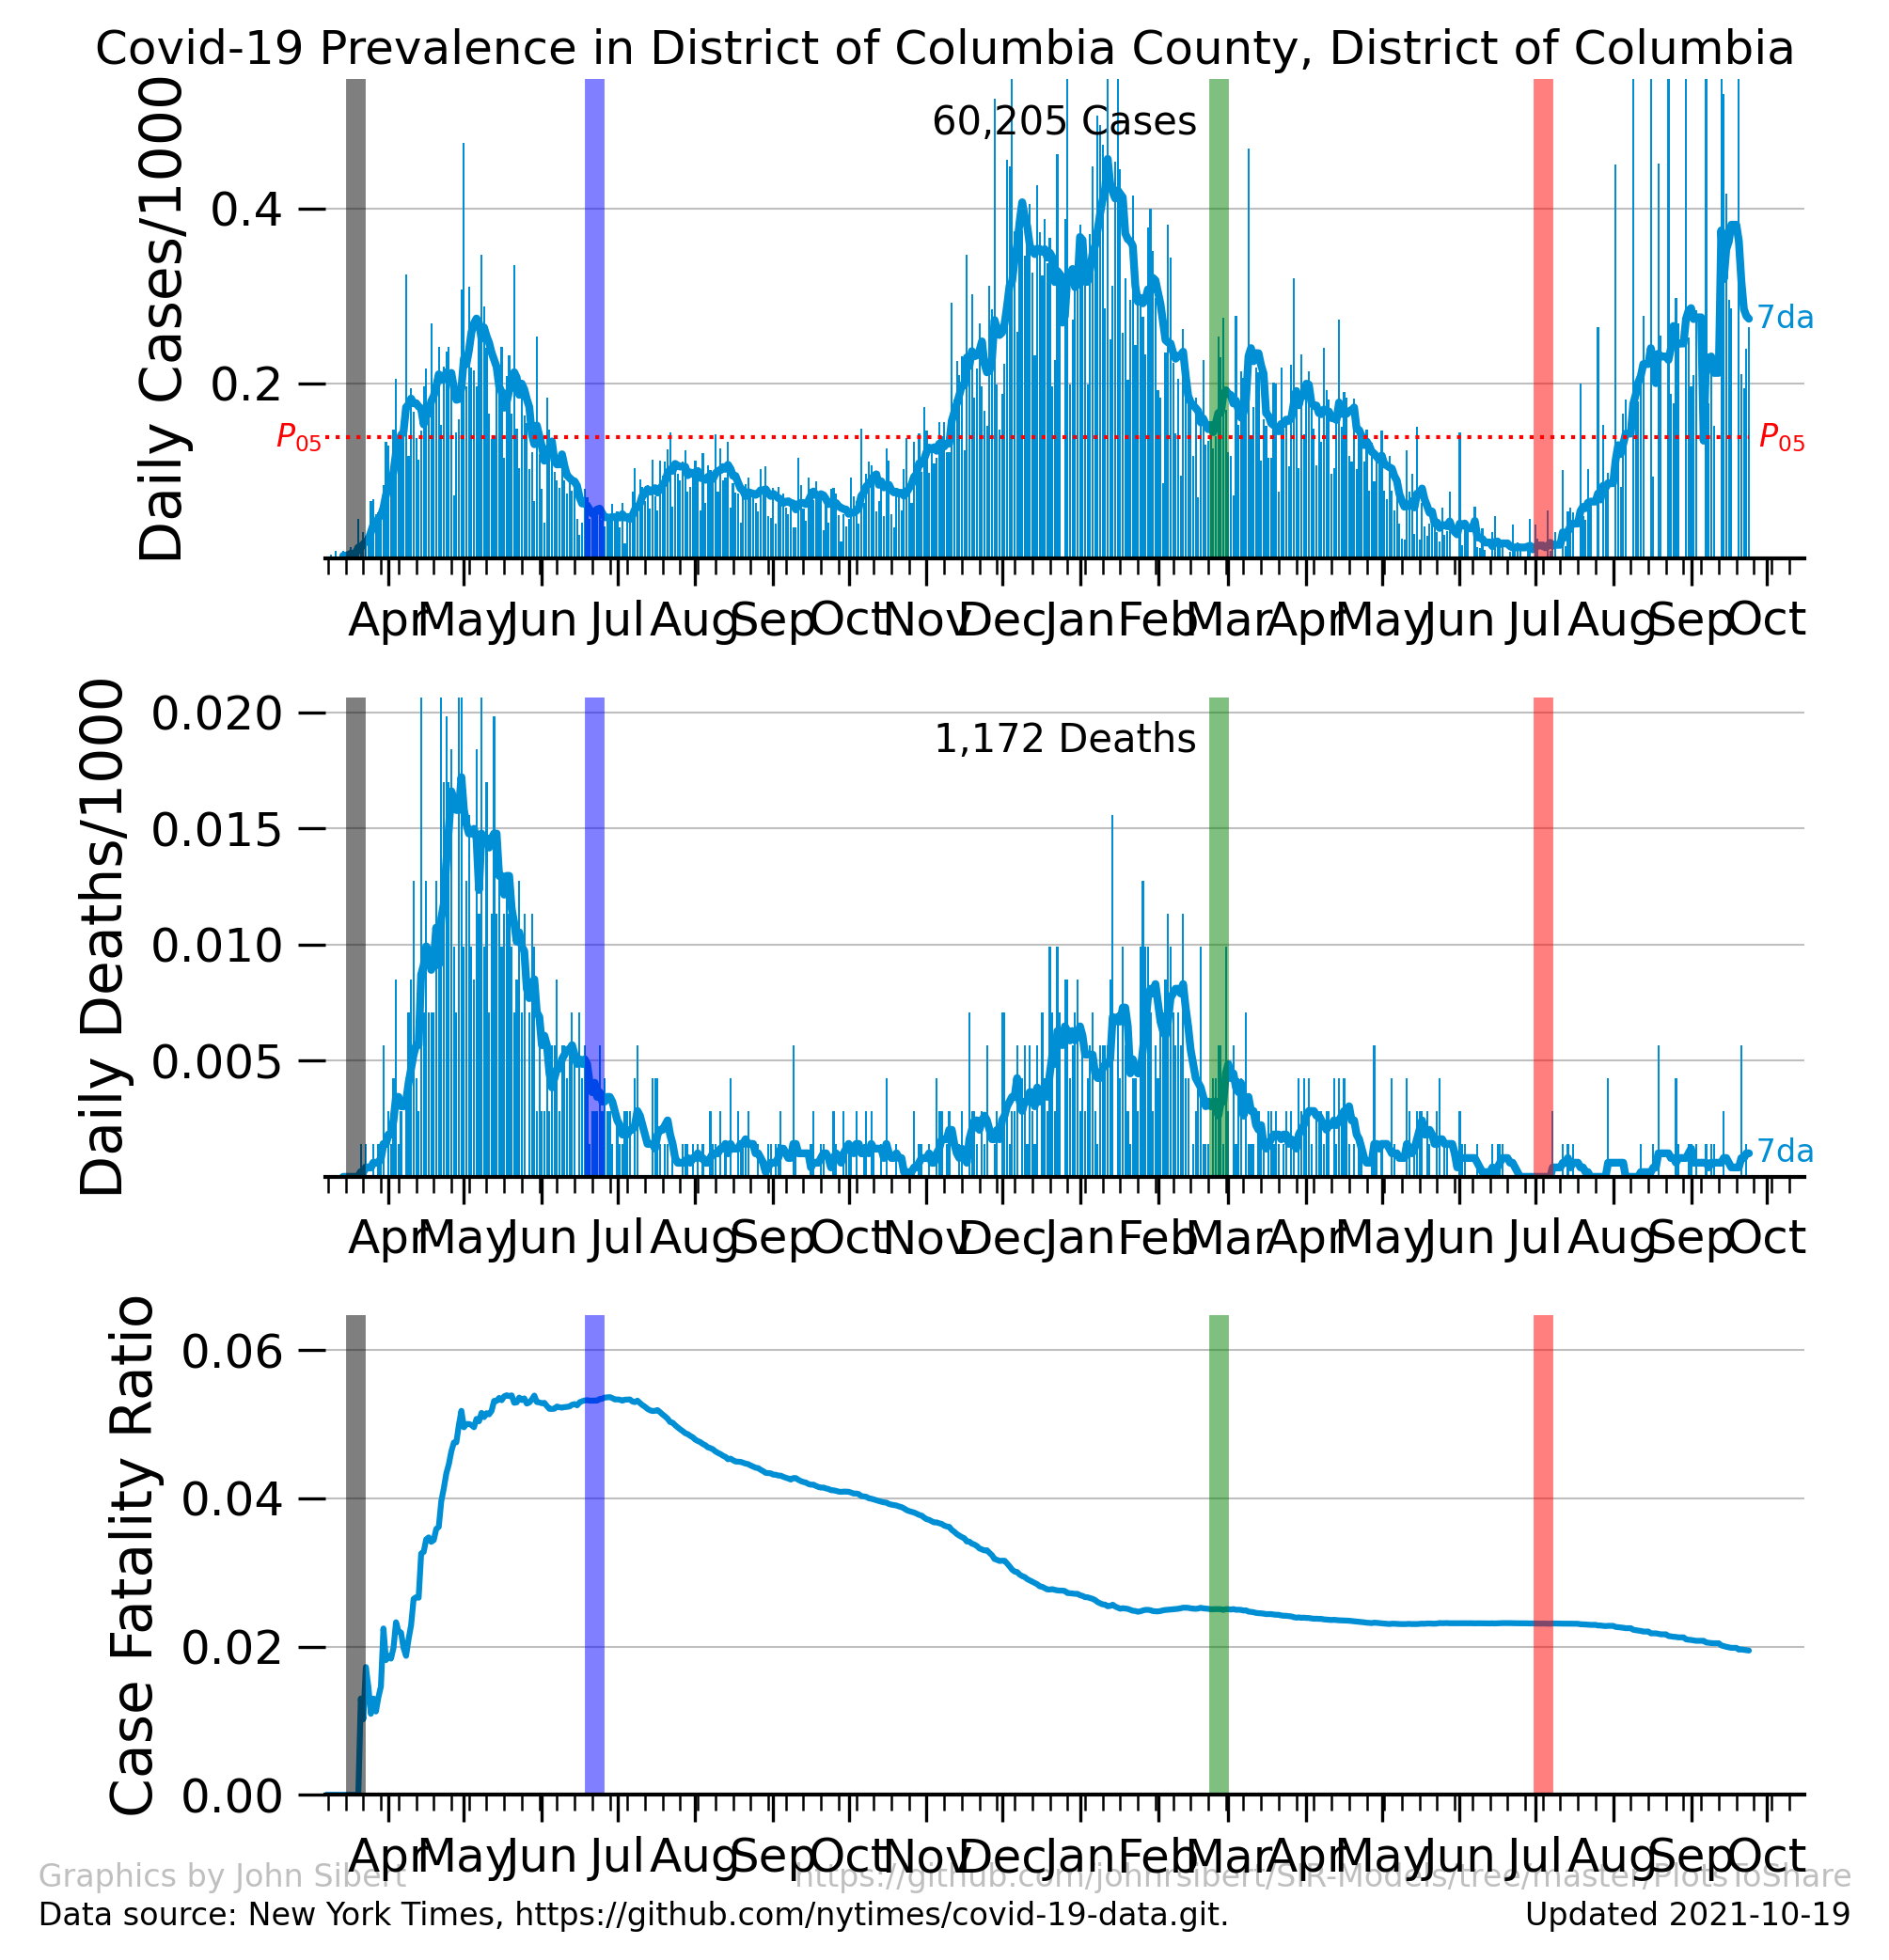 Covid-19 Prevalence in District of Columbia County, District of Columbia
Daily Cases/1000
60,205 Cases
0.4
0.2
7da
P05
P05
Apr May Jun Jul Aug Sep Oct Nov Dec Jan Feb Mar Apr May Jun Jul Aug Sep Oct
Daily Deaths/1000
1,172 Deaths
0.020
0.015
0.010
0.005
7da
Apr May Jun Jul Aug Sep Oct Nov Dec Jan Feb Mar Apr May Jun Jul Aug Sep Oct
Case Fatality Ratio
0.06
0.04
0.02
0.00
Apr May Jun Jul Aug Sep Oct Nov Dec Jan Feb Mar Apr May Jun Jul Aug Sep Oct
Graphics by John Sibert https://github.com/johnrsibert/SIR-Models/tree/master/PlotsToShare
Data source: New York Times, https://github.com/nytimes/covid-19-data.git. Updated 2021-10-19